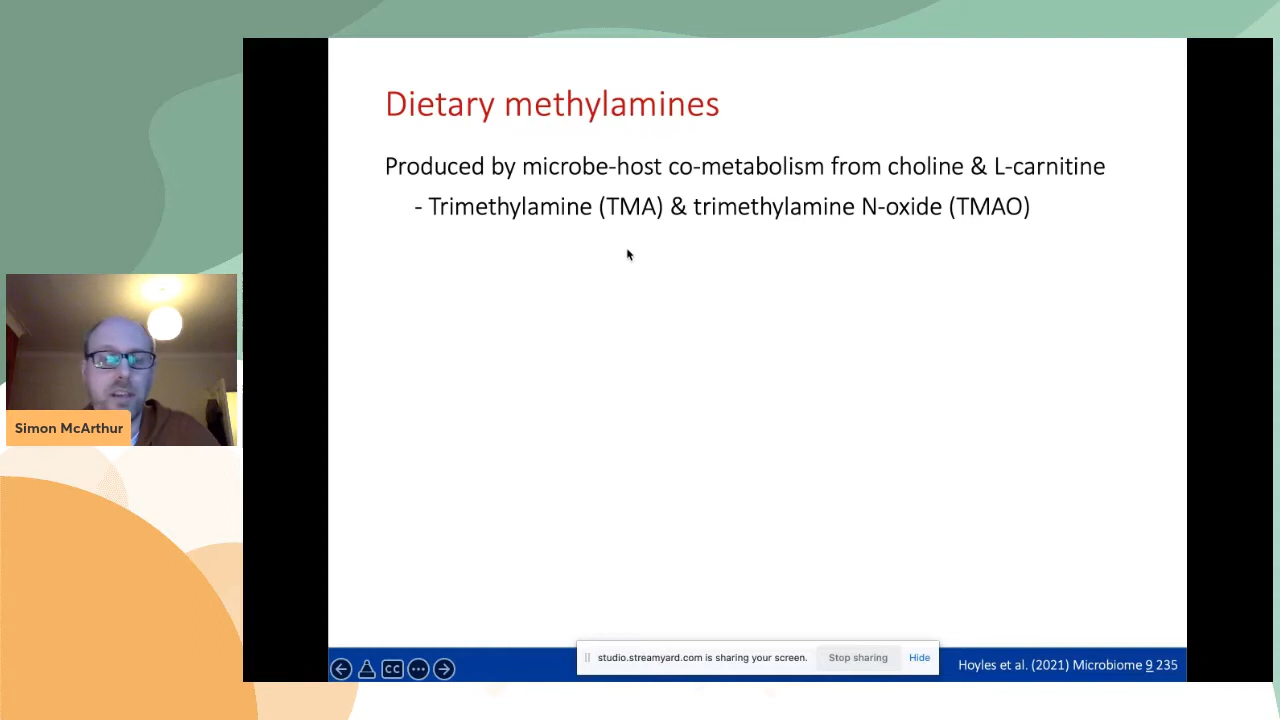 Dietary methylamines
Produced by microbe-host co-metabolism from choline & L-carnitine
- Trimethylamine (TMA) & trimethylamine N-oxide (TMAO)
Simon McArthur
CC
studio.streamyard.com is sharing your screen.
Stop sharing
Hide
Hoyles et al. (2021) Microbiome 9 235